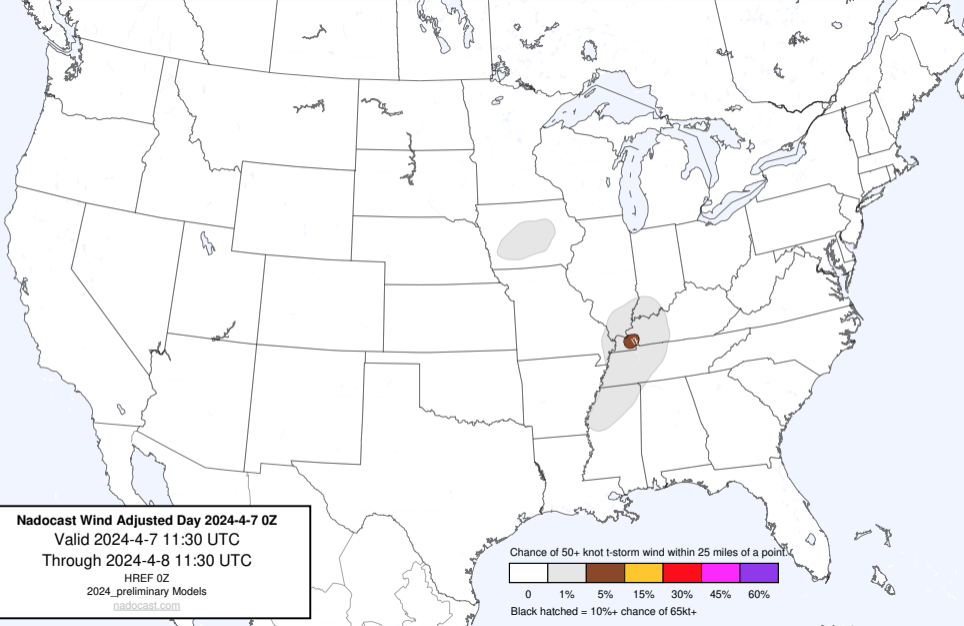 Nadocast Wind Adjusted Day 2024-4-7 0Z
Valid 2024-4-7 11:30 UTC
Through 2024-4-8 11:30 UTC
HREF 0Z
2024_preliminary Models
nadocast.com
Chance of 50+ knot t-storm wind within 25 miles of a point.
0 1% 5% 15% 30% 45% 60%
Black hatched = 10%+ chance of 65kt+